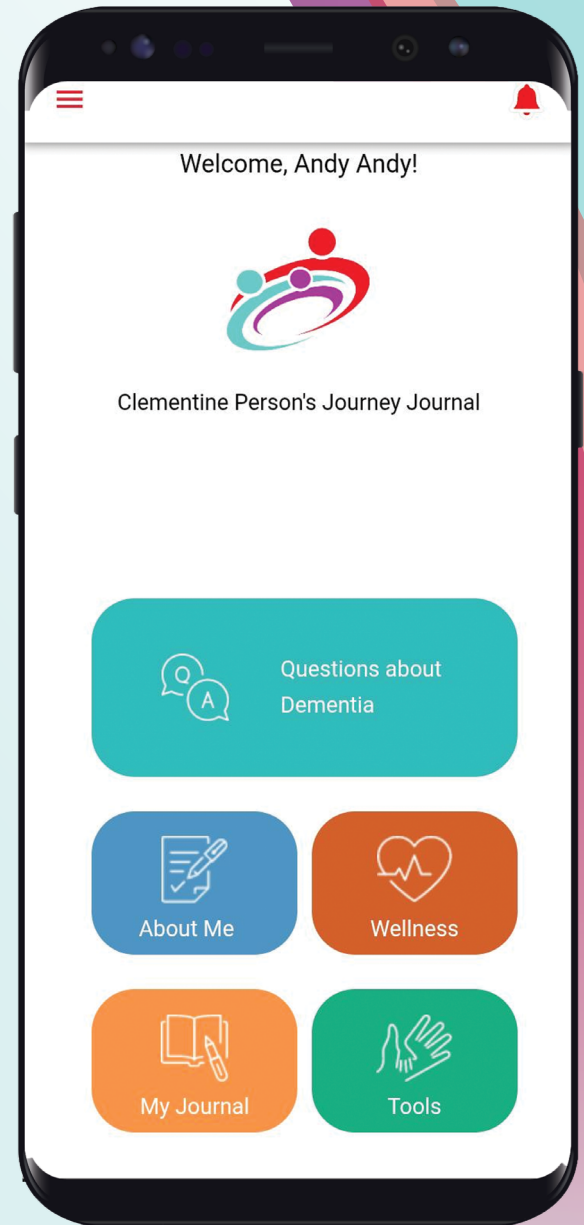 Welcome, Andy Andy!
Clementine Person's Journey Journal
Q
A
Questions about
Dementia
About Me
Wellness
My Journal
Tools